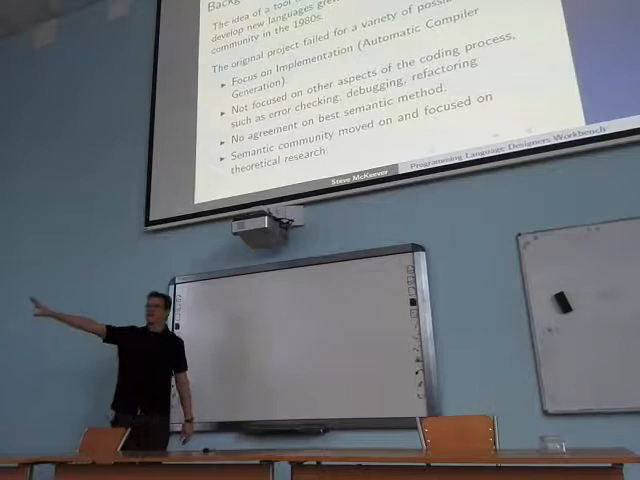 The idea of a tool
develop new languages grew
community in the 1980s.
The original project failed for a variety of
Focus on Implementation (Automatic Compiler
Generation).
Not focused on other aspects of the coding process,
such as error checking, debugging, refactoring
No agreement on best semantic method.
Semantic community moved on and focused on
theoretical research.
Steve McKeever
Programming Language Designers Workbench